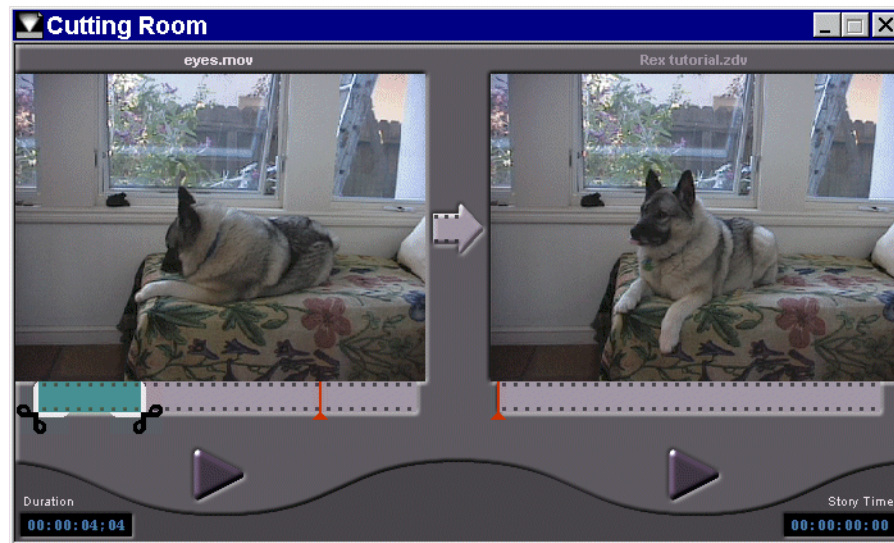 Cutting Room
eyes.mov
Rex tutorial.zdv
Duration
Story Time
00:00:04;04
00:00:00:00